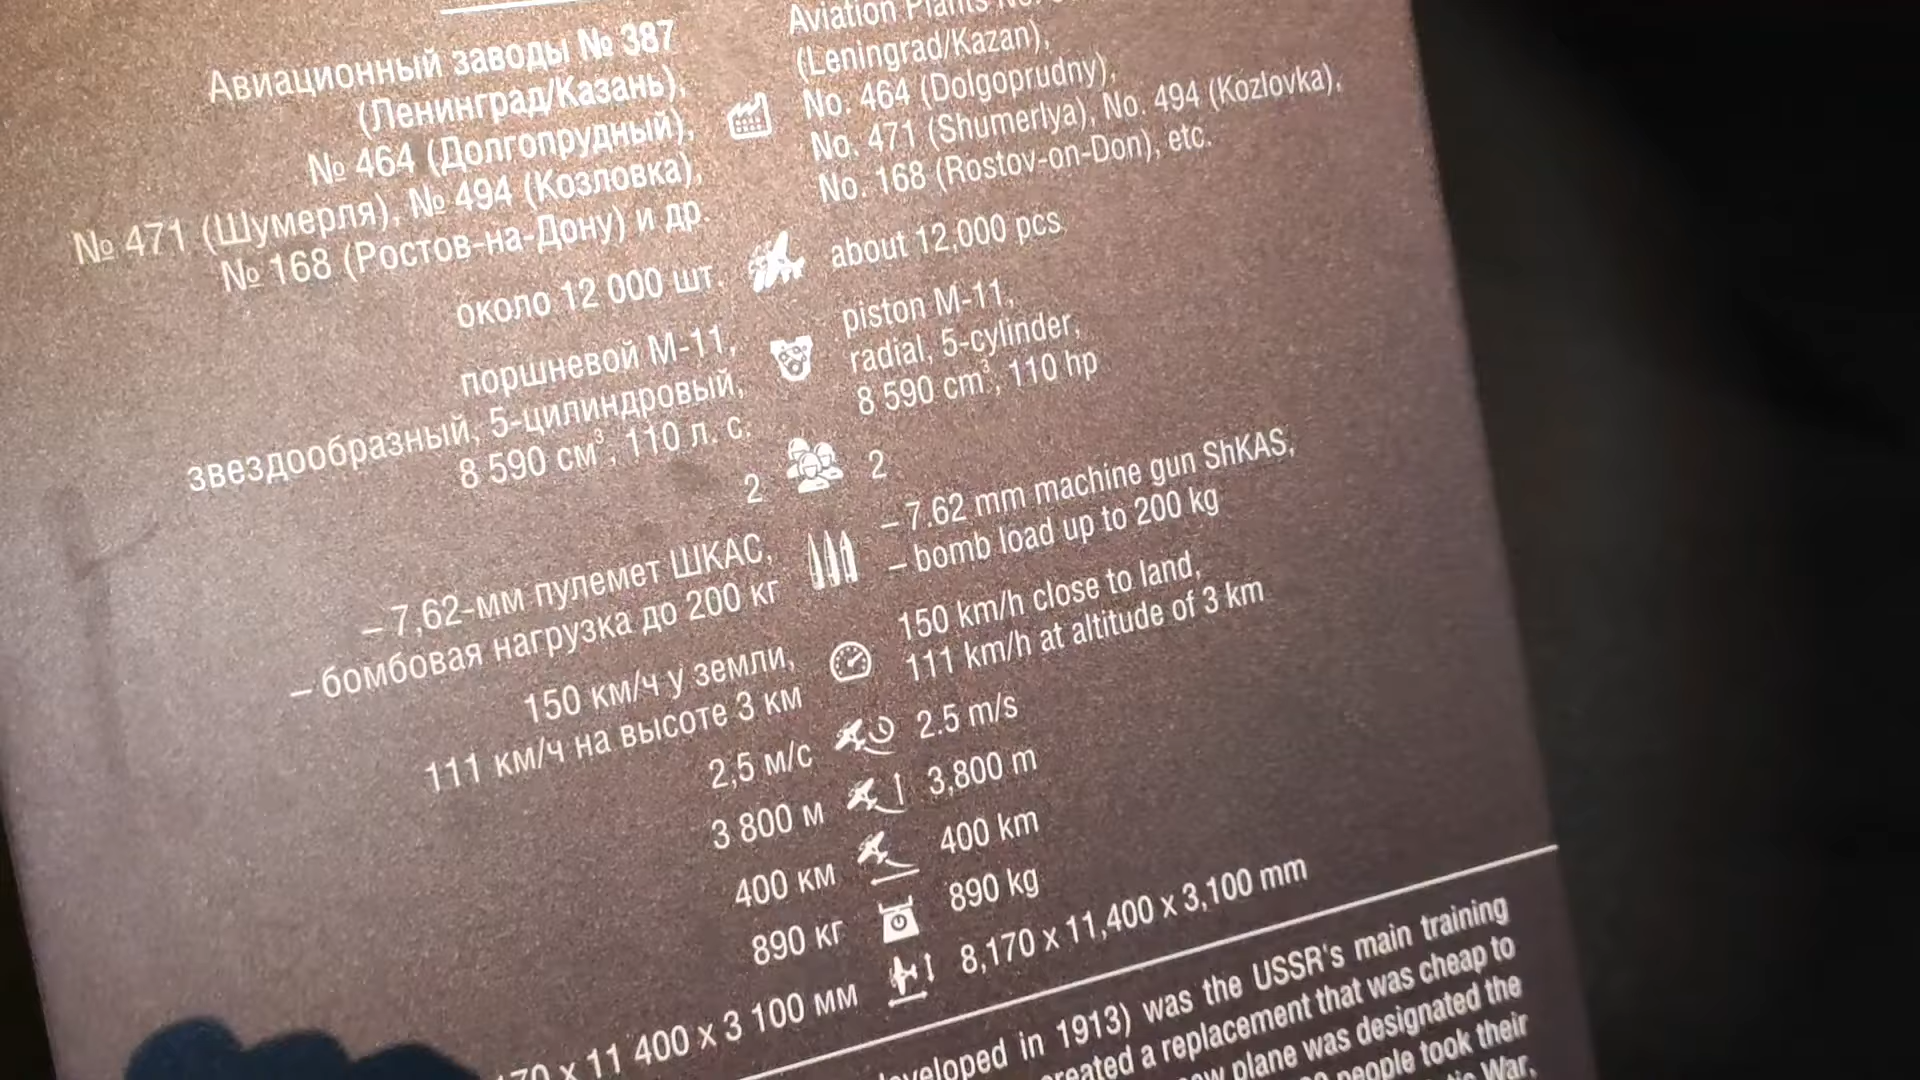 Авиационный заводы № 387
(Ленинград/Казань),
№ 464 (Долгопрудный),
№ 471 (Шумерля), № 494 (Козловка),
№ 168 (Ростов-на-Дону) и др.
Aviation Plants No.
(Leningrad/Kazan),
No. 464 (Dolgoprudny),
No. 471 (Shumerlya), No. 494 (Kozlovka),
No. 168 (Rostov-on-Don), etc.
около 12 000 шт.
about 12,000 pcs
поршневой М-11,
звездообразный, 5-цилиндровый,
8 590 см³, 110 л. с.
piston M-11,
radial, 5-cylinder,
8 590 cm³, 110 hp
2
2
– 7,62-мм пулемет ШКАС,
– бомбовая нагрузка до 200 кг
– 7.62 mm machine gun ShKAS,
– bomb load up to 200 kg
150 км/ч у земли,
111 км/ч на высоте 3 км
150 km/h close to land,
111 km/h at altitude of 3 km
2,5 м/с
2.5 m/s
3 800 м
3,800 m
400 км
400 km
890 кг
890 kg
x 11 400 x 3 100 мм
8,170 x 11,400 x 3,100 mm
in 1913) was the USSR's main training
a replacement that was cheap to
plane was designated the
people took their
War,